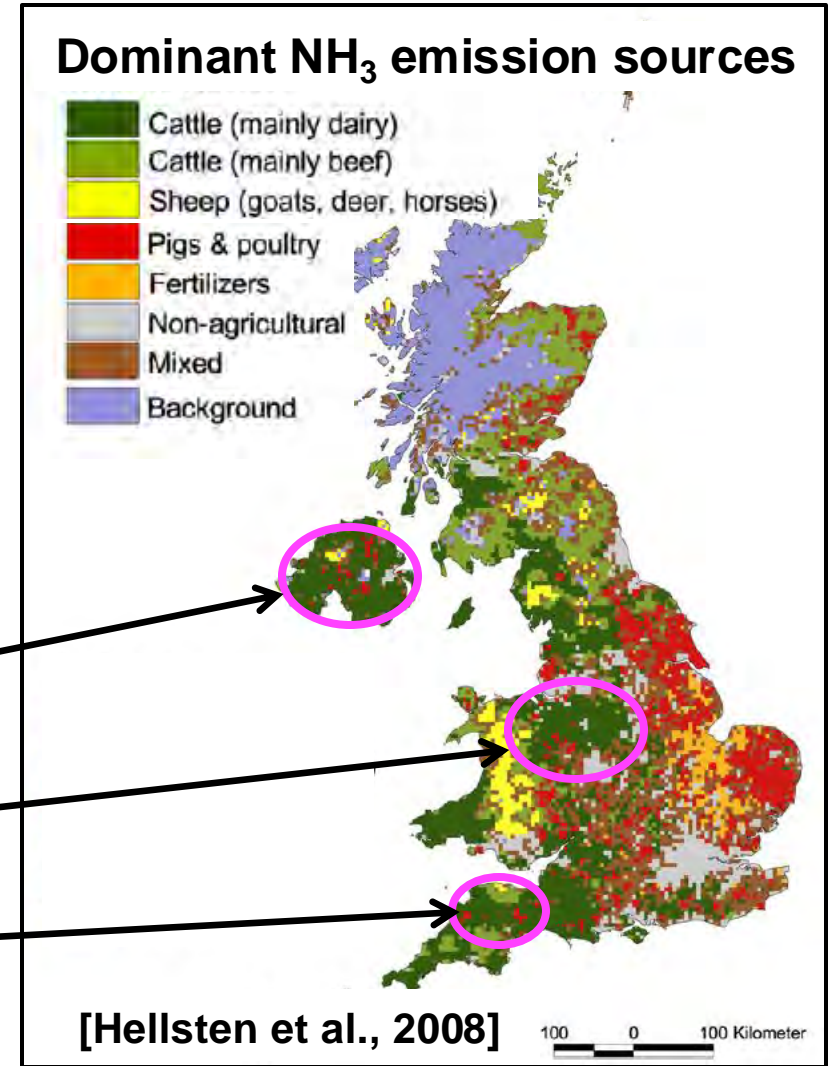 Dominant NH₃ emission sources
Cattle (mainly dairy)
Cattle (mainly beef)
Sheep (goats, deer, horses)
Pigs & poultry
Fertilizers
Non-agricultural
Mixed
Background
[Hellsten et al., 2008]
100 0 100 Kilometer